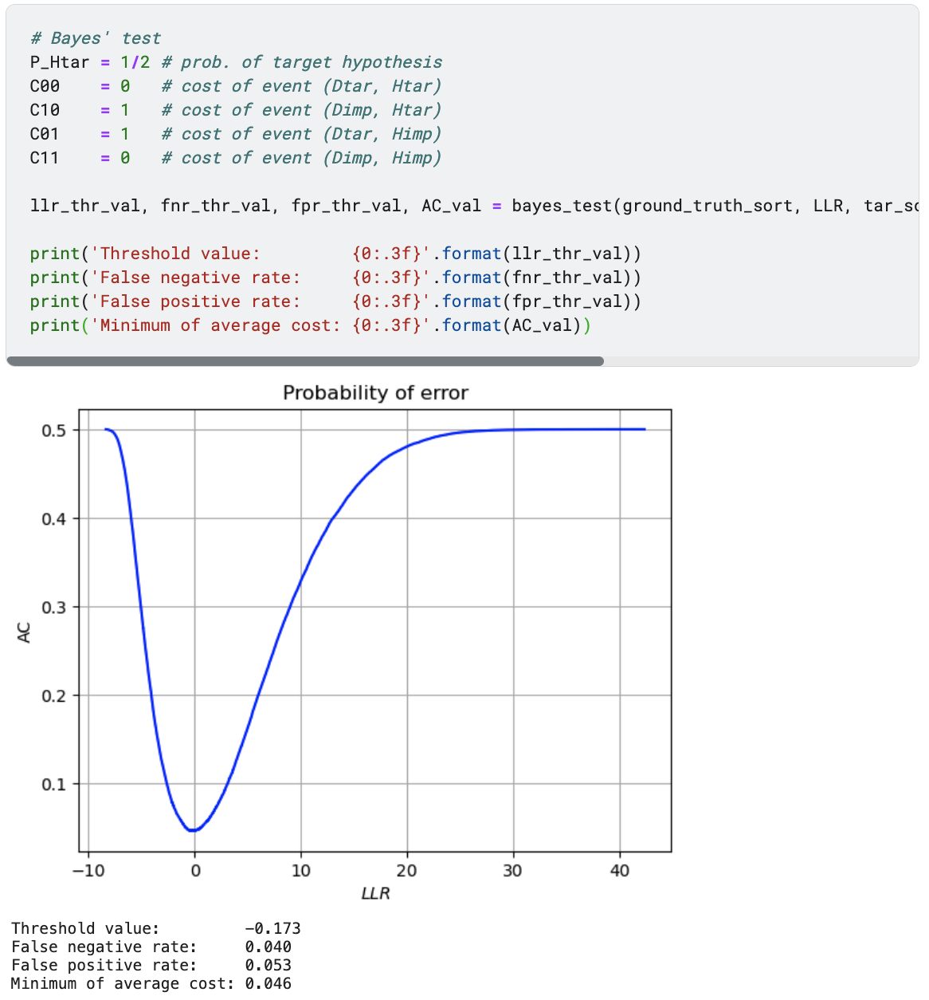 # Bayes' test
P_Htar = 1/2 # prob. of target hypothesis
C00    = 0   # cost of event (Dtar, Htar)
C10    = 1   # cost of event (Dimp, Htar)
C01    = 1   # cost of event (Dtar, Himp)
C11    = 0   # cost of event (Dimp, Himp)
llr_thr_val, fnr_thr_val, fpr_thr_val, AC_val = bayes_test(ground_truth_sort, LLR,
print('Threshold value:         {0:.3f}'.format(llr_thr_val))
print('False negative rate:     {0:.3f}'.format(fnr_thr_val))
print('False positive rate:     {0:.3f}'.format(fpr_thr_val))
print('Minimum of average cost: {0:.3f}'.format(AC_val))
Probability of error
0.5
0.4
0.3
0.2
0.1
AC
−10 0 10 20 30 40
LLR
Threshold value:         -0.173
False negative rate:     0.040
False positive rate:     0.053
Minimum of average cost: 0.046